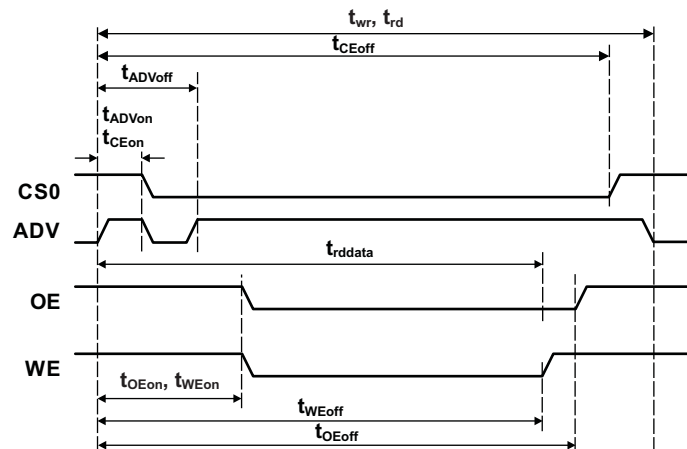 twr, trd
tCEoff
tADVoff
tADVon
tCEon
CS0
ADV
trddata
OE
WE
tOEon, tWEon
tWEoff
tOEoff